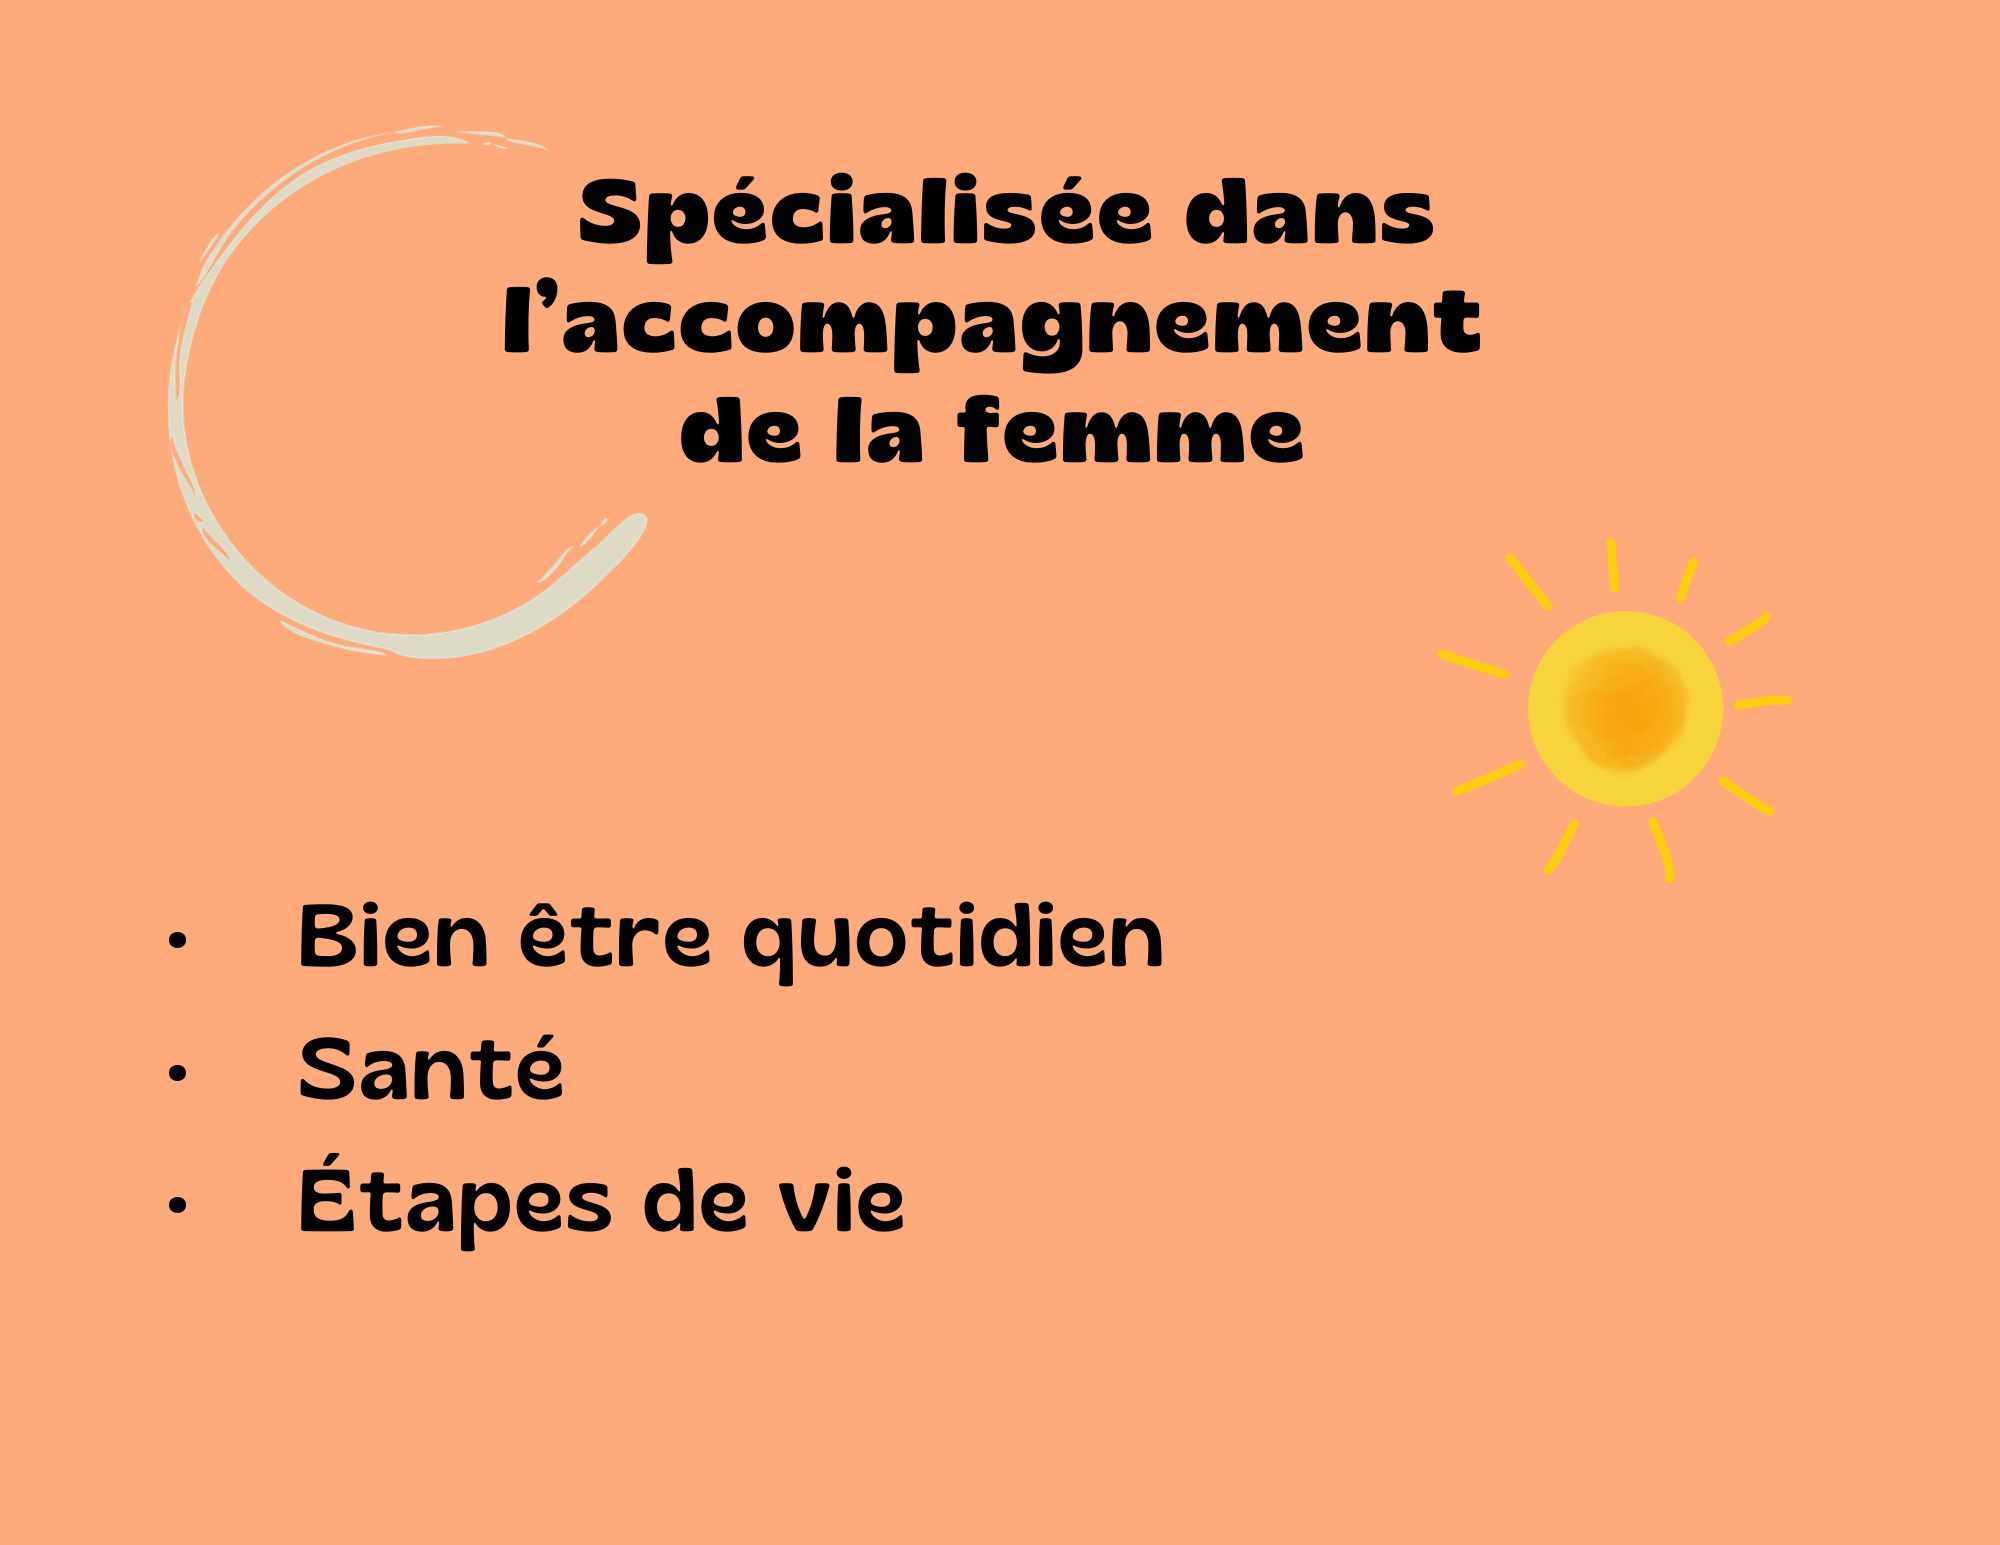 Spécialisée dans
l’accompagnement
de la femme
• Bien être quotidien
• Santé
• Étapes de vie